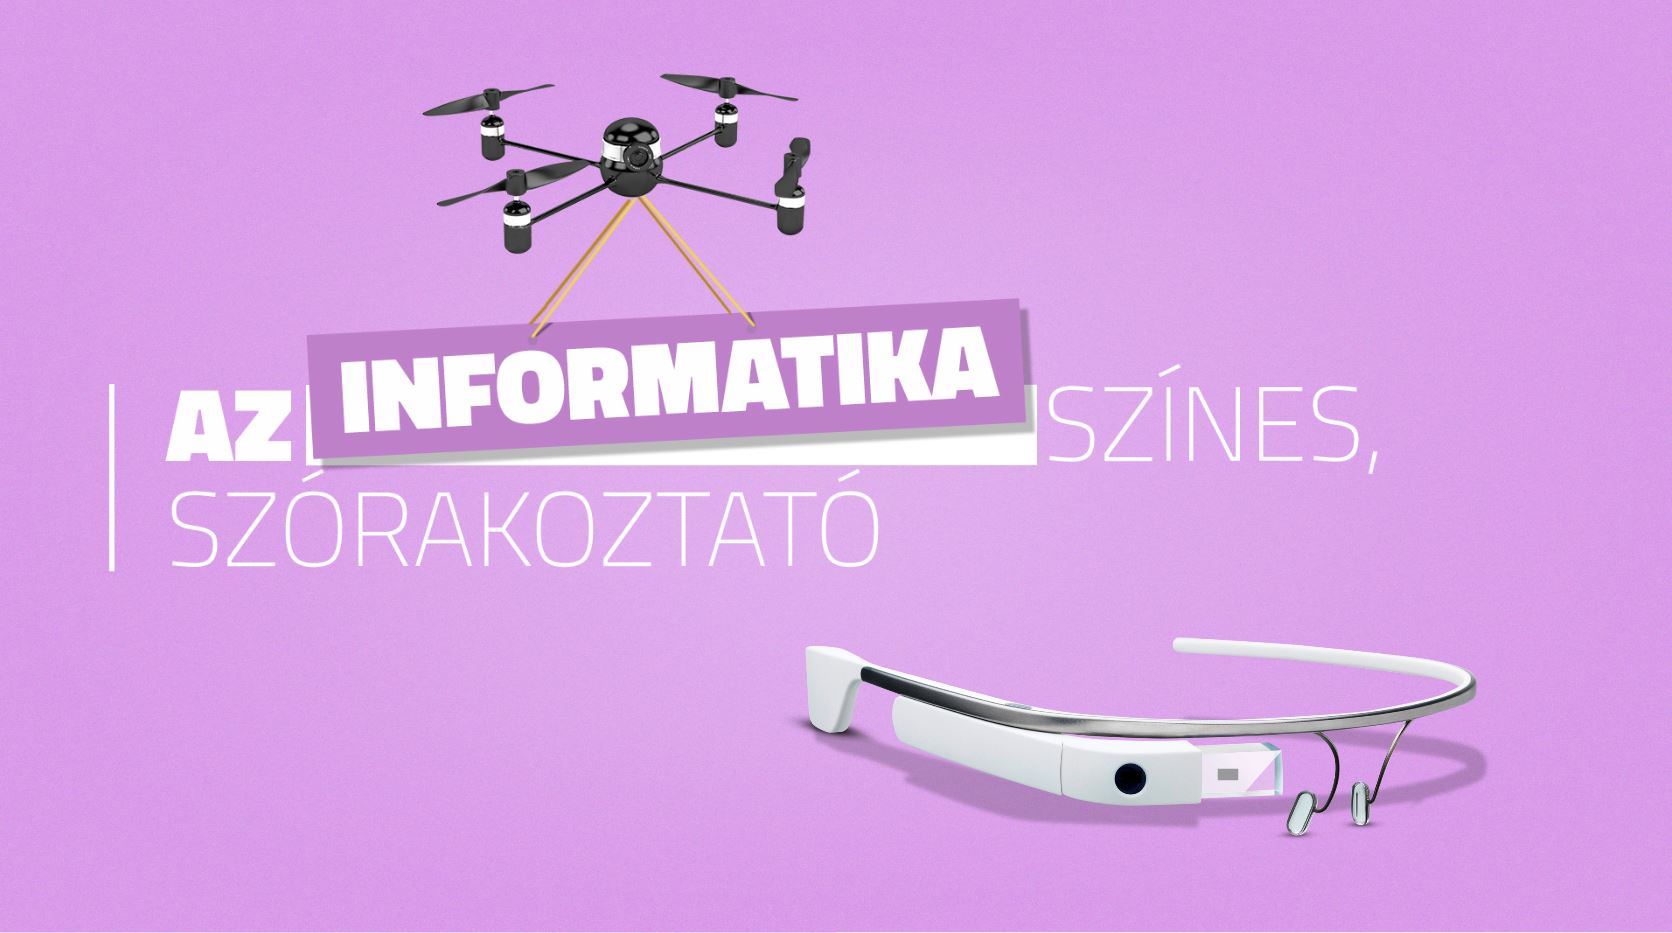 AZ INFORMATIKA SZÍNES,
SZÓRAKOZTATÓ